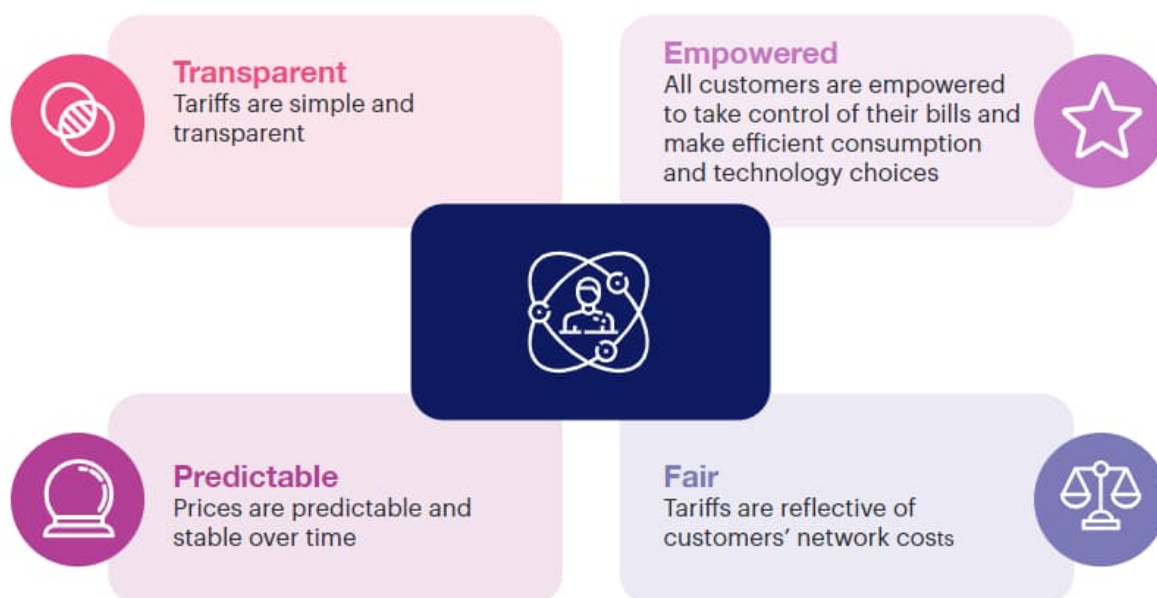 Transparent
Tariffs are simple and
transparent
Empowered
All customers are empowered
to take control of their bills and
make efficient consumption
and technology choices
Predictable
Prices are predictable and
stable over time
Fair
Tariffs are reflective of
customers’ network costs